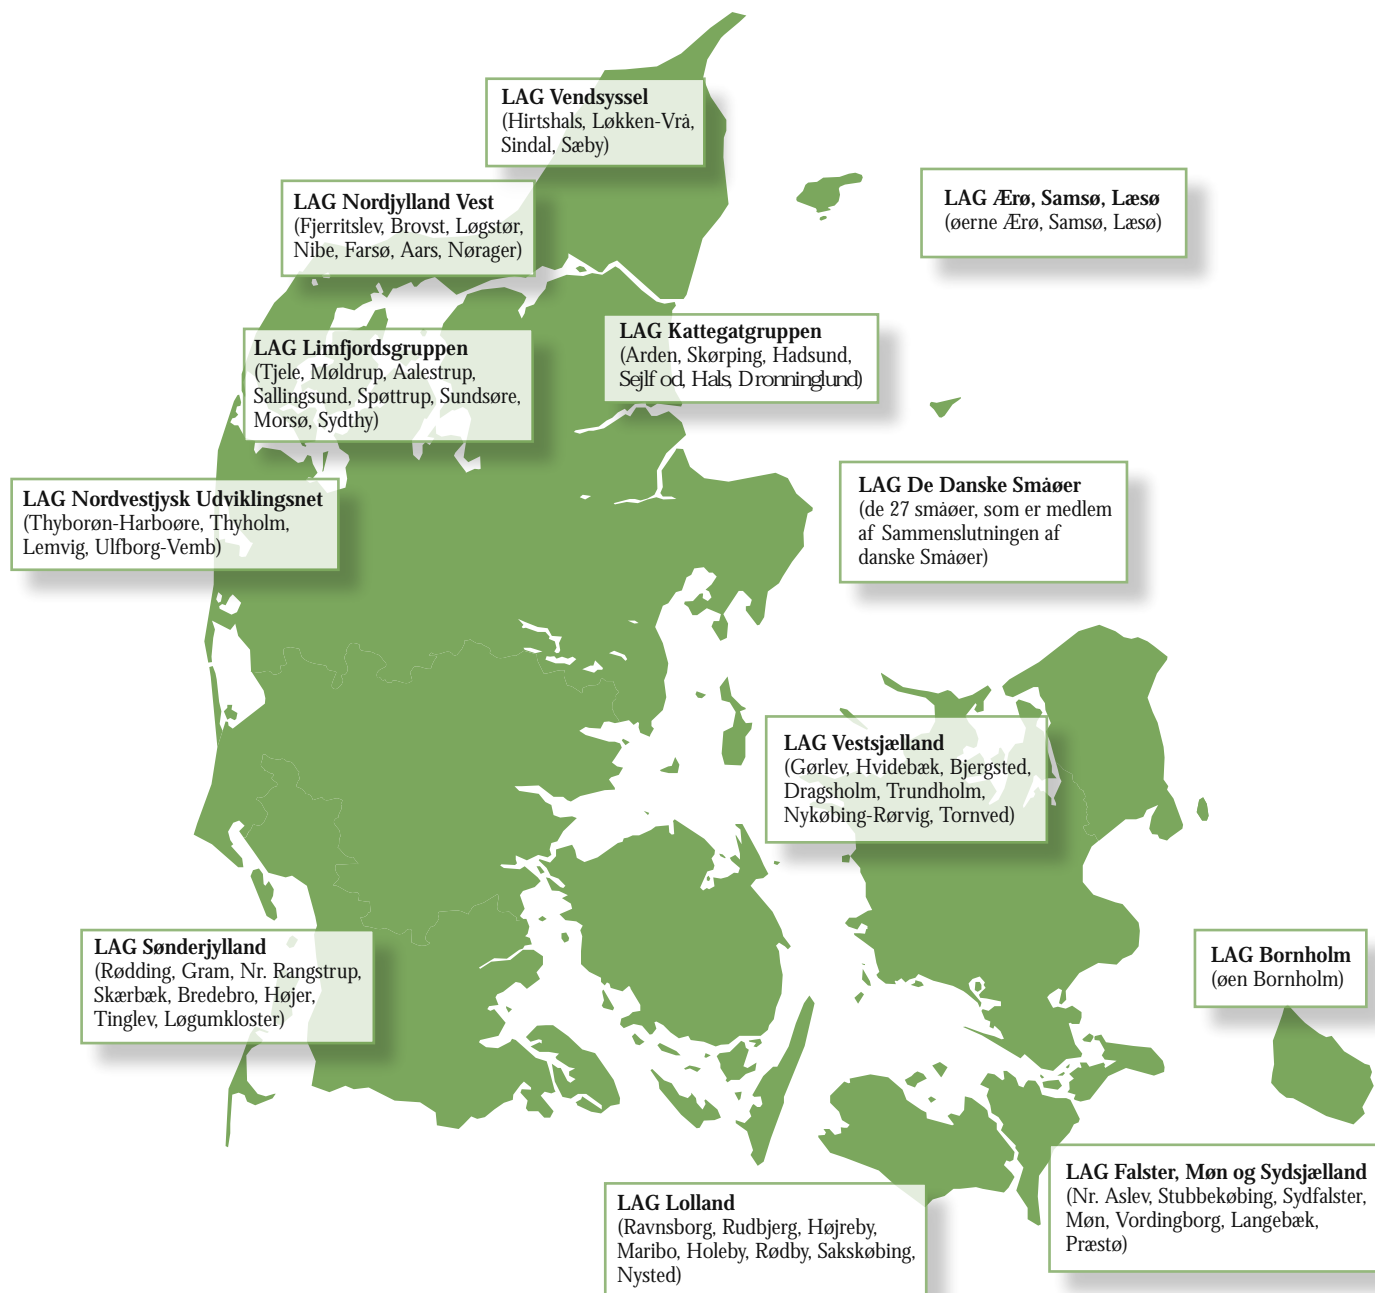 LAG Vendsyssel
(Hirtshals, Løkken-Vrå,
Sindal, Sæby)
LAG Nordjylland Vest
(Fjerritslev, Brovst, Løgstør,
Nibe, Farsø, Aars, Nørager)
LAG Ærø, Samsø, Læsø
(øerne Ærø, Samsø, Læsø)
LAG Kattegatgruppen
(Arden, Skørping, Hadsund,
Sejlf od, Hals, Dronninglund)
LAG Limfjordsgruppen
(Tjele, Møldrup, Aalestrup,
Sallingsund, Spøttrup, Sundsøre,
Morsø, Sydthy)
LAG Nordvestjysk Udviklingsnet
(Thyborøn-Harboøre, Thyholm,
Lemvig, Ulfborg-Vemb)
LAG De Danske Småøer
(de 27 småøer, som er medlem
af Sammenslutningen af
danske Småøer)
LAG Vestsjælland
(Gørlev, Hvidebæk, Bjergsted,
Dragsholm, Trundholm,
Nykøbing-Rørvig, Tornved)
LAG Sønderjylland
(Rødding, Gram, Nr. Rangstrup,
Skærbæk, Bredebro, Højer,
Tinglev, Løgumkloster)
LAG Bornholm
(øen Bornholm)
LAG Lolland
(Ravnsborg, Rudbjerg, Højreby,
Maribo, Holeby, Rødby, Sakskøbing,
Nysted)
LAG Falster, Møn og Sydsjælland
(Nr. Aslev, Stubbekøbing, Sydfalster,
Møn, Vordingborg, Langebæk,
Præstø)